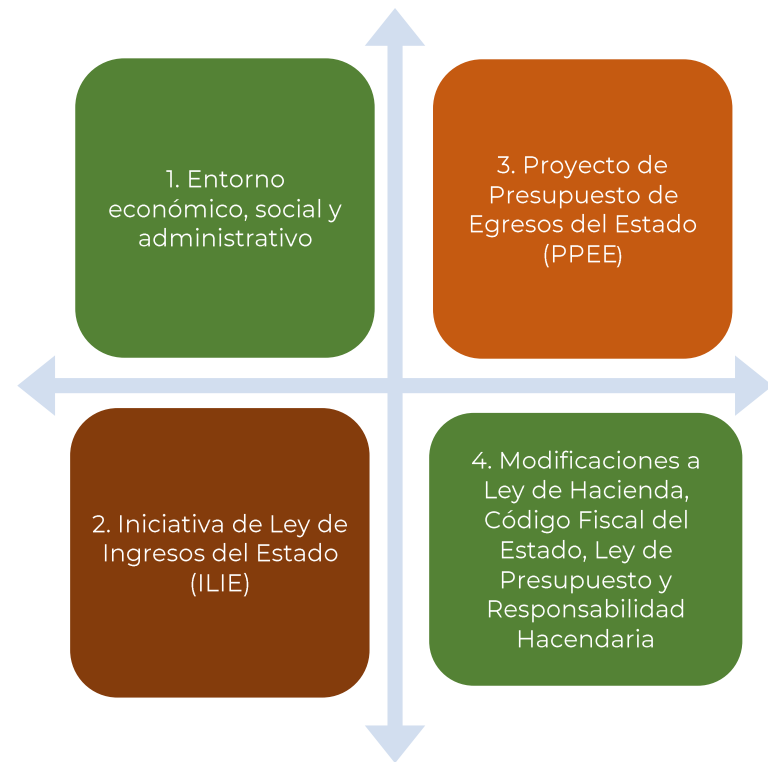 1. Entorno
económico, social y
administrativo
2. Iniciativa de Ley de
Ingresos del Estado
(ILIE)
3. Proyecto de
Presupuesto de
Egresos del Estado
(PPEE)
4. Modificaciones a
Ley de Hacienda,
Código Fiscal del
Estado, Ley de
Presupuesto y
Responsabilidad
Hacendaria